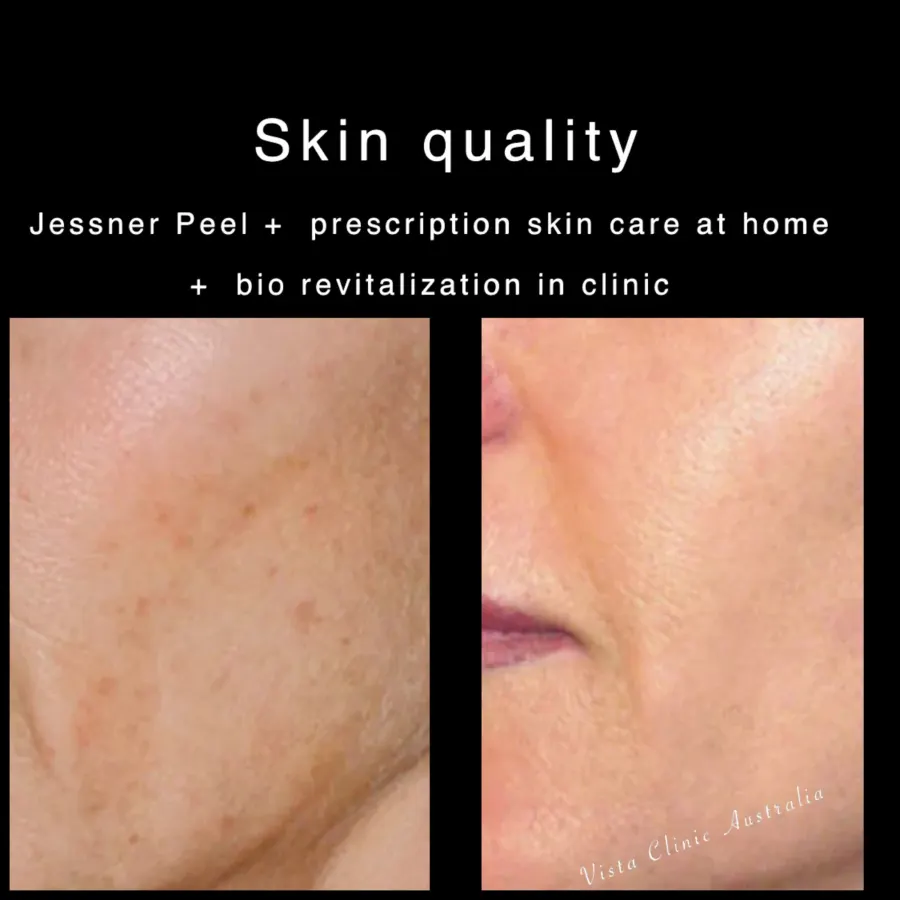 Skin quality
Jessner Peel + prescription skin care at home
+ bio revitalization in clinic
Vista Clinic Australia